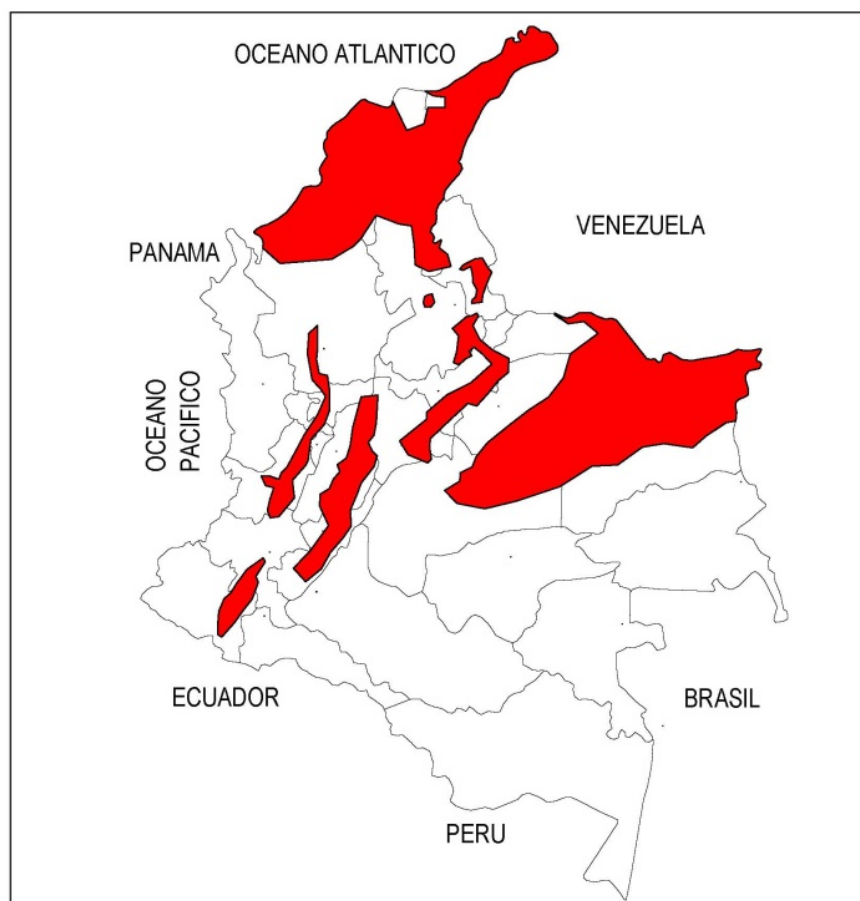 OCEANO ATLANTICO
VENEZUELA
PANAMA
OCEANO
PACIFICO
ECUADOR
BRASIL
PERU